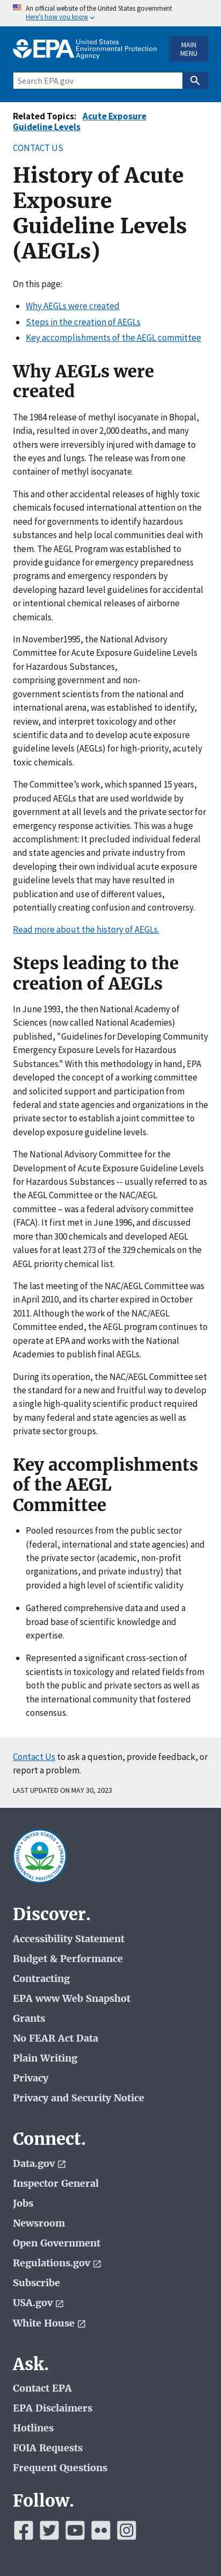 An official website of the United States government
Here's how you know
EPA United States
Environmental Protection
Agency
MAIN
MENU
Search EPA.gov
Related Topics: Acute Exposure
Guideline Levels
CONTACT US
History of Acute
Exposure
Guideline Levels
(AEGLs)
On this page:
• Why AEGLs were created
• Steps in the creation of AEGLs
• Key accomplishments of the AEGL committee
Why AEGLs were
created
The 1984 release of methyl isocyanate in Bhopal,
India, resulted in over 2,000 deaths, and many
others were irreversibly injured with damage to
the eyes and lungs. The release was from one
container of methyl isocyanate.
This and other accidental releases of highly toxic
chemicals has highlighted the need for
governments to identify hazardous
substances and help local communities with
them. The AEGL Program was established to
provide guidance for emergency preparedness
programs and emergency responders by
developing hazard level guidelines for accidental
or intentional chemical releases of airborne
chemicals.
In November1995, the National Advisory
Committee for Acute Exposure Guideline Levels
for Hazardous Substances,
comprising government and non-
government scientists from the national and
international arena, was established to identify,
review, and interpret toxicology and other
scientific data and to develop acute exposure
guideline levels (AEGLs) for high-priority, acutely
toxic chemicals.
The Committee's work, which spanned 15 years,
produced AEGLs that are used worldwide by
government at all levels and the private sector for
emergency response activities. This was a huge
accomplishment: It precluded individual federal
and state agencies and private industry from
developing their own individual acute exposure
guideline levels that may have resulted in
publication and use of different values,
potentially creating confusion and controversy.
Read more about the history of AEGLs.
Steps leading to the
creation of AEGLs
In June 1993, the then National Academy of
Sciences (now called National Academies)
published, "Guidelines for Developing Community
Emergency Exposure Levels for Hazardous
Substances." With this methodology in hand, EPA
developed the concept of a working committee
and solicited support and participation from
federal and state agencies and organizations in the
private sector to establish a joint committee to
develop exposure guideline levels.
The National Advisory Committee for the
Development of Acute Exposure Guideline Levels
for Hazardous Substances -- usually referred to as
the AEGL Committee or the NAC/AEGL
committee – was a federal advisory committee
(FACA). It first met in June 1996, and discussed
more than 300 chemicals and developed AEGL
values for at least 273 of the 329 chemicals on the
AEGL priority chemical list.
The last meeting of the NAC/AEGL Committee was
in April 2010, and its charter expired in October
2011. Although the work of the NAC/AEGL
Committee ended, the AEGL program continues to
operate at EPA and works with the National
Academies to publish final AEGLs.
During its operation, the NAC/AEGL Committee set
the standard for a new and fruitful way to develop
a single high-quality scientific product used by
many federal and state agencies as well as
private sector groups.
Key accomplishments
of the AEGL
Committee
• Pooled resources from the public sector
(federal, international and state agencies) and
the private sector (academic, non-profit
organizations, and private industry) that
provided a high level of scientific validity
• Gathered comprehensive data and used a
broad base of scientific knowledge and
expertise.
• Represented a significant cross-section of
scientists in toxicology and related fields from
both the public and private sectors as well as
the international community that fostered
consensus.
Contact Us to ask a question, provide feedback, or
report a problem.
LAST UPDATED ON MAY 30, 2023
Discover.
Accessibility Statement
Budget & Performance
Contracting
EPA www Web Snapshot
Grants
No FEAR Act Data
Plain Writing
Privacy
Privacy and Security Notice
Connect.
Data.gov
Inspector General
Jobs
Newsroom
Open Government
Regulations.gov
Subscribe
USA.gov
White House
Ask.
Contact EPA
EPA Disclaimers
Hotlines
FOIA Requests
Frequent Questions
Follow.